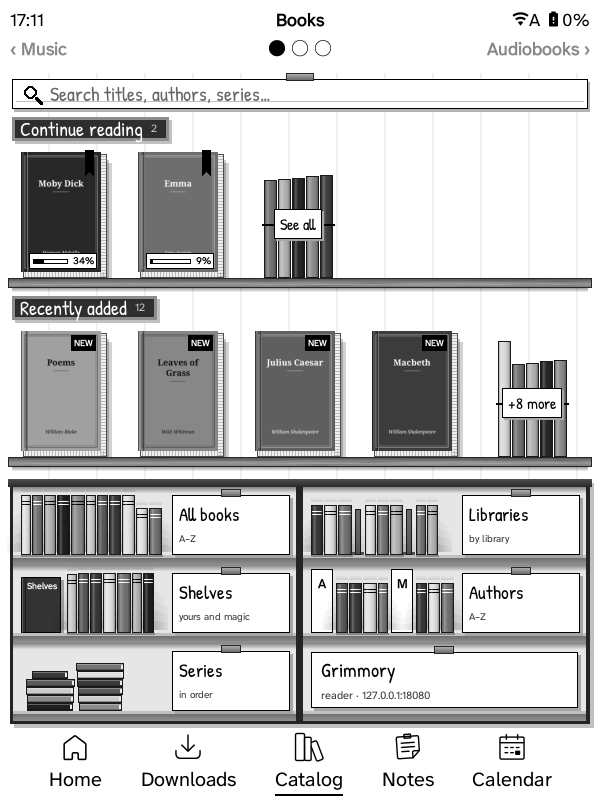 17:11
Books
A
0%
‹ Music
Audiobooks ›
Search titles, authors, series...
Continue reading 2
Moby Dick
34%
Emma
9%
See all
Recently added 12
NEW
Poems
William Blake
NEW
Leaves of
Grass
Walt Whitman
NEW
Julius Caesar
William Shakespeare
NEW
Macbeth
William Shakespeare
+8 more
All books
A–Z
Libraries
by library
Shelves
Shelves
yours and magic
A
M
Authors
A–Z
Series
in order
Grimmory
reader · 127.0.0.1:18080
Home
Downloads
Catalog
Notes
Calendar